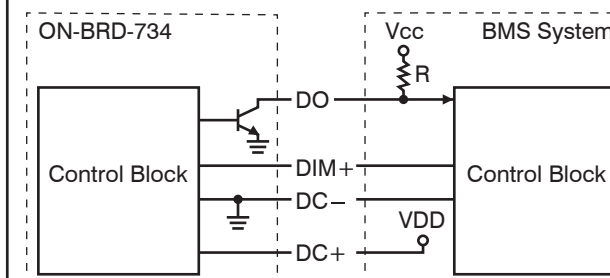 ON-BRD-734
Vcc
BMS System
R
DO
Control Block
DIM+
Control Block
DC−
VDD
DC+